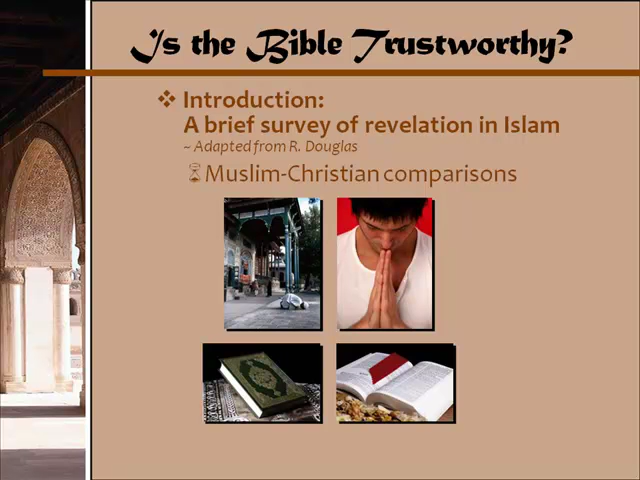 Is the Bible Trustworthy?
Introduction:
A brief survey of revelation in Islam
~ Adapted from R. Douglas
Muslim-Christian comparisons